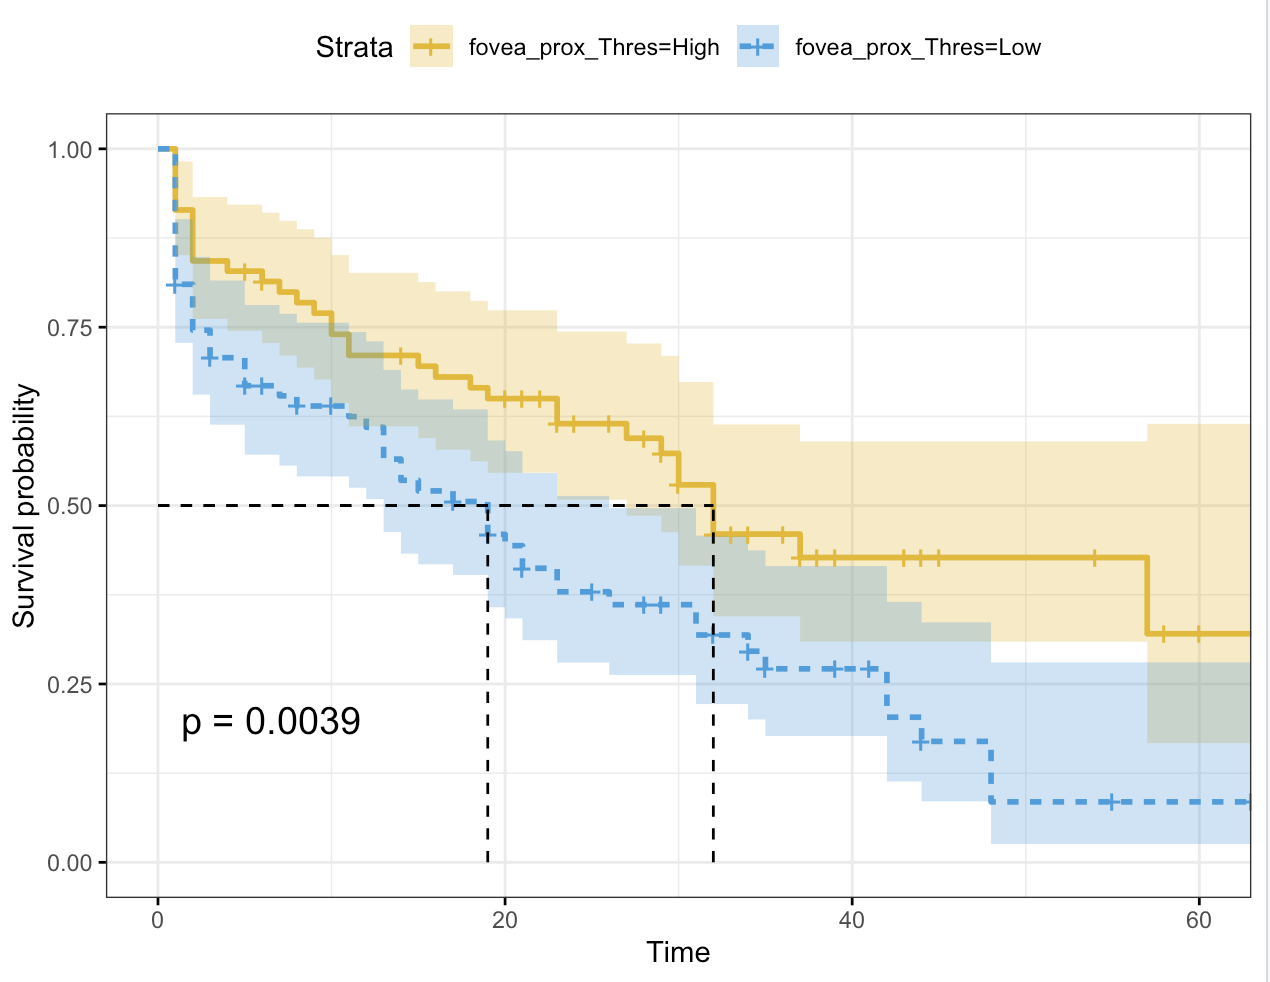 Strata fovea_prox_Thres=High fovea_prox_Thres=Low
1.00
0.75
0.50
0.25
0.00
Survival probability
p = 0.0039
0 20 40 60
Time